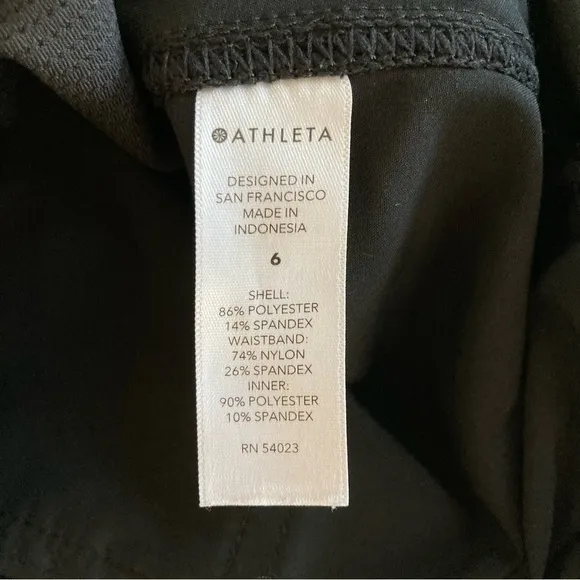 ATHLETA
DESIGNED IN
SAN FRANCISCO
MADE IN
INDONESIA
6
SHELL:
86% POLYESTER
14% SPANDEX
WAISTBAND:
74% NYLON
26% SPANDEX
INNER:
90% POLYESTER
10% SPANDEX
RN 54023